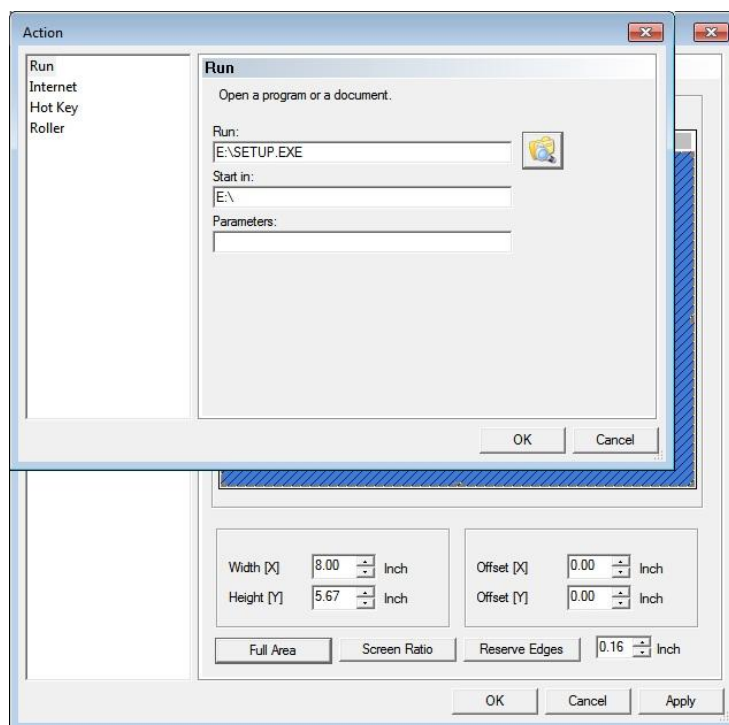 Action
Run
Internet
Hot Key
Roller
Run
Open a program or a document.
Run:
E:\SETUP.EXE
Start in:
E:\
Parameters:
OK Cancel
Width [X] 8.00 Inch Offset [X] 0.00 Inch
Height [Y] 5.67 Inch Offset [Y] 0.00 Inch
Full Area Screen Ratio Reserve Edges 0.16 Inch
OK Cancel Apply